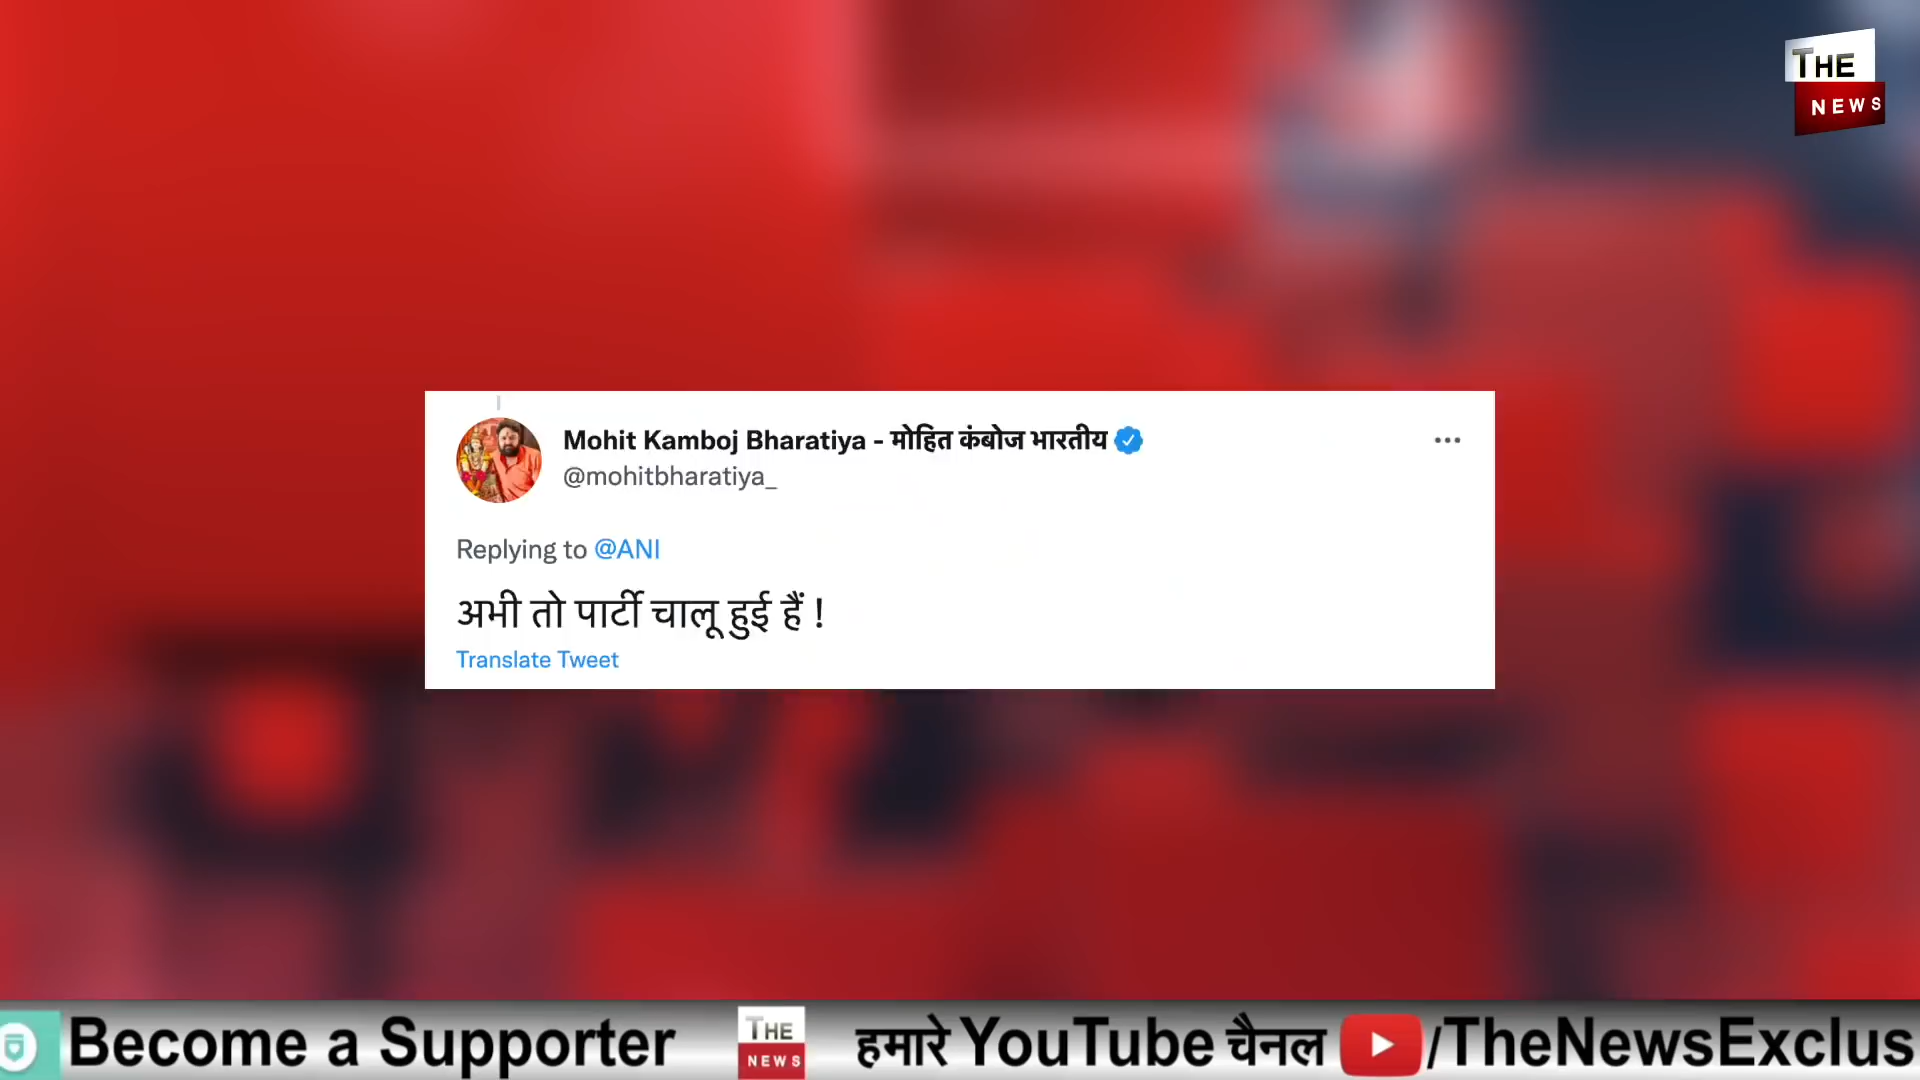 THE
NEWS
Mohit Kamboj Bharatiya - मोहित कंबोज भारतीय
@mohitbharatiya_
Replying to @ANI
अभी तो पार्टी चालू हुई हैं !
Translate Tweet
Become a Supporter THE NEWS हमारे YouTube चैनल /TheNewsExclus